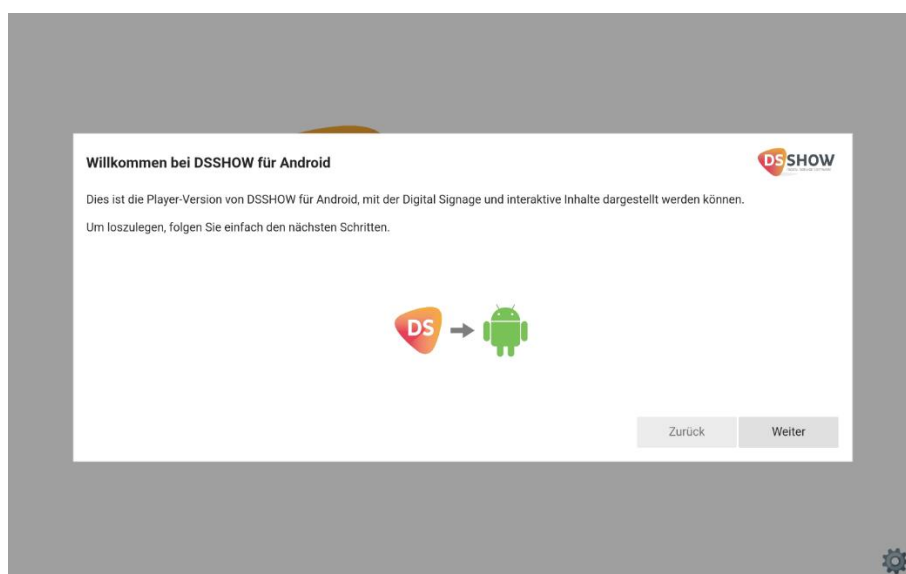 Willkommen bei DSSHOW für Android
DSSHOW
Dies ist die Player-Version von DSSHOW für Android, mit der Digital Signage und interaktive Inhalte dargestellt werden können.
Um loszulegen, folgen Sie einfach den nächsten Schritten.
DS
Zurück
Weiter